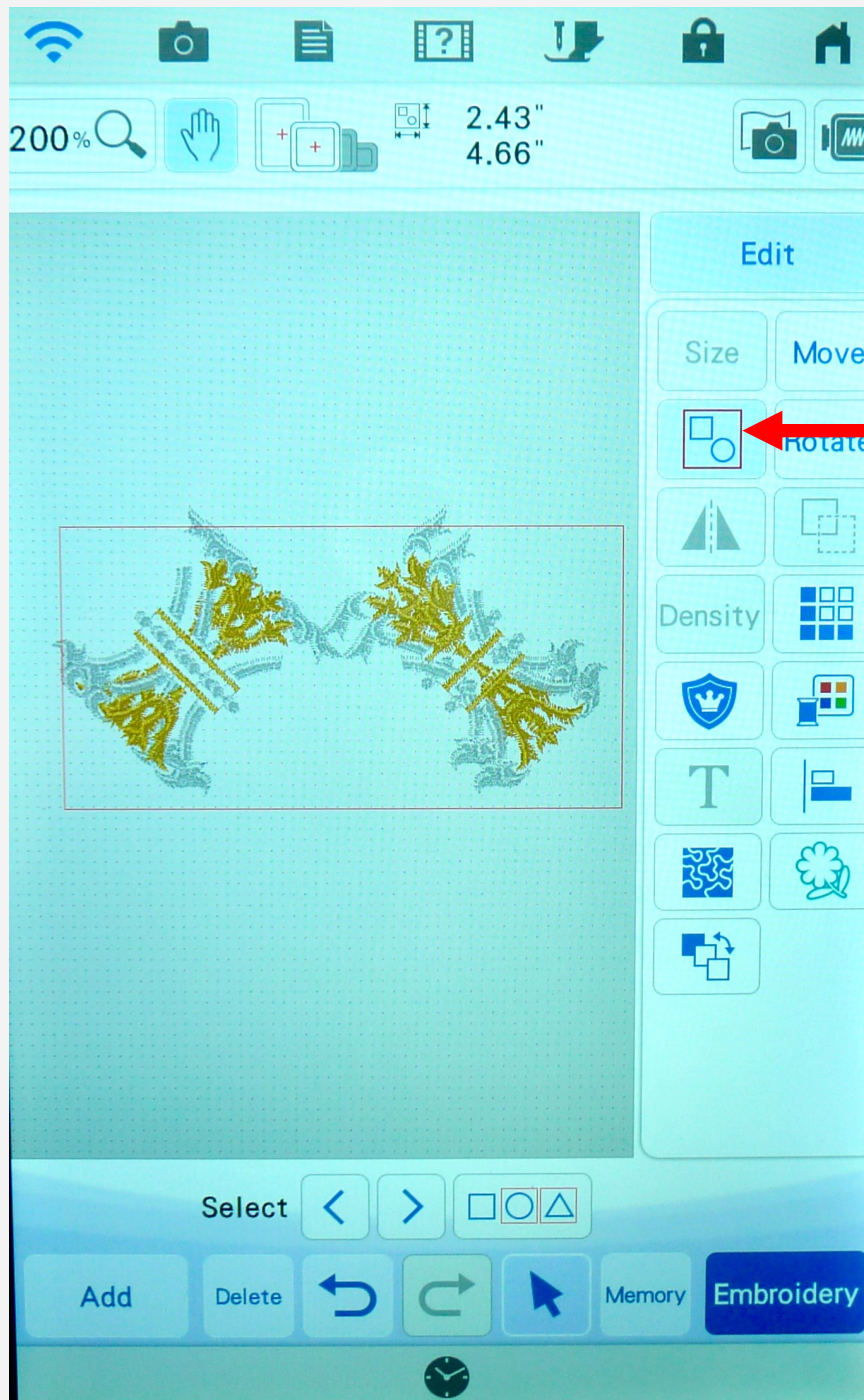 200%
2.43"
4.66"
Edit
Size
Move
Rotate
Density
T
Select
Add
Delete
Memory
Embroidery